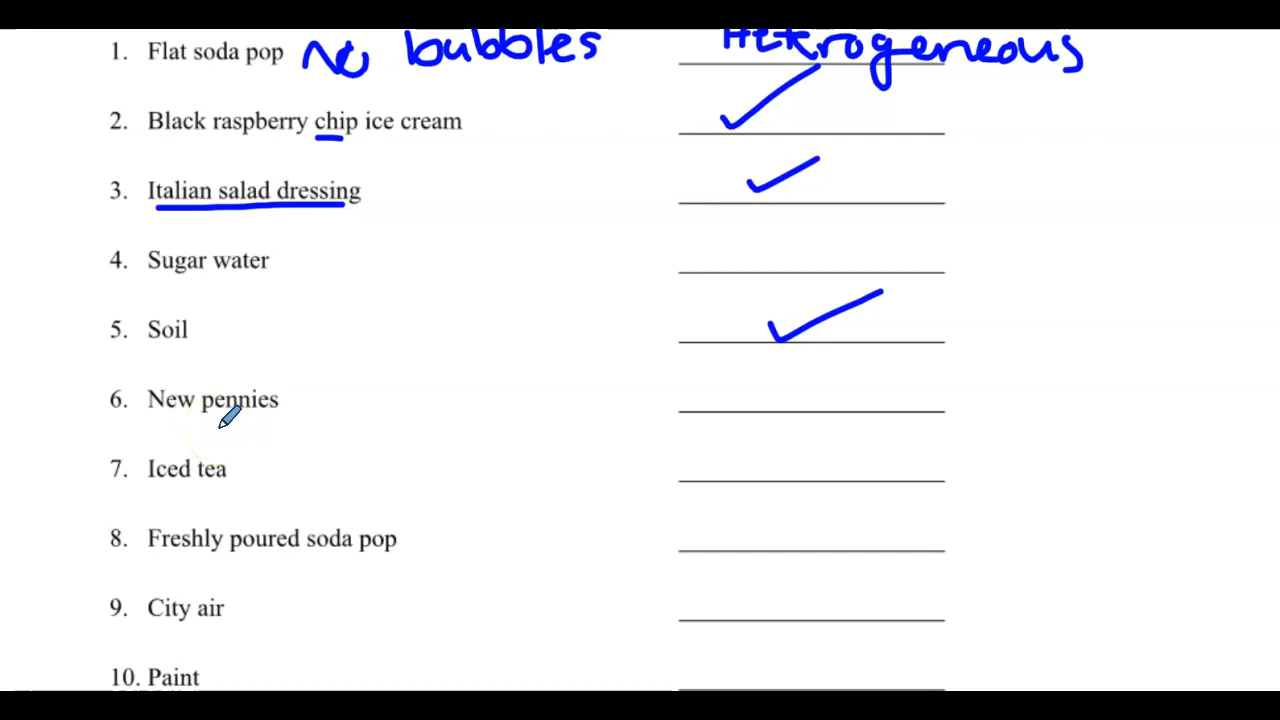 1. Flat soda pop No bubbles Heterogeneous
2. Black raspberry chip ice cream
3. Italian salad dressing
4. Sugar water
5. Soil
6. New pennies
7. Iced tea
8. Freshly poured soda pop
9. City air
10. Paint